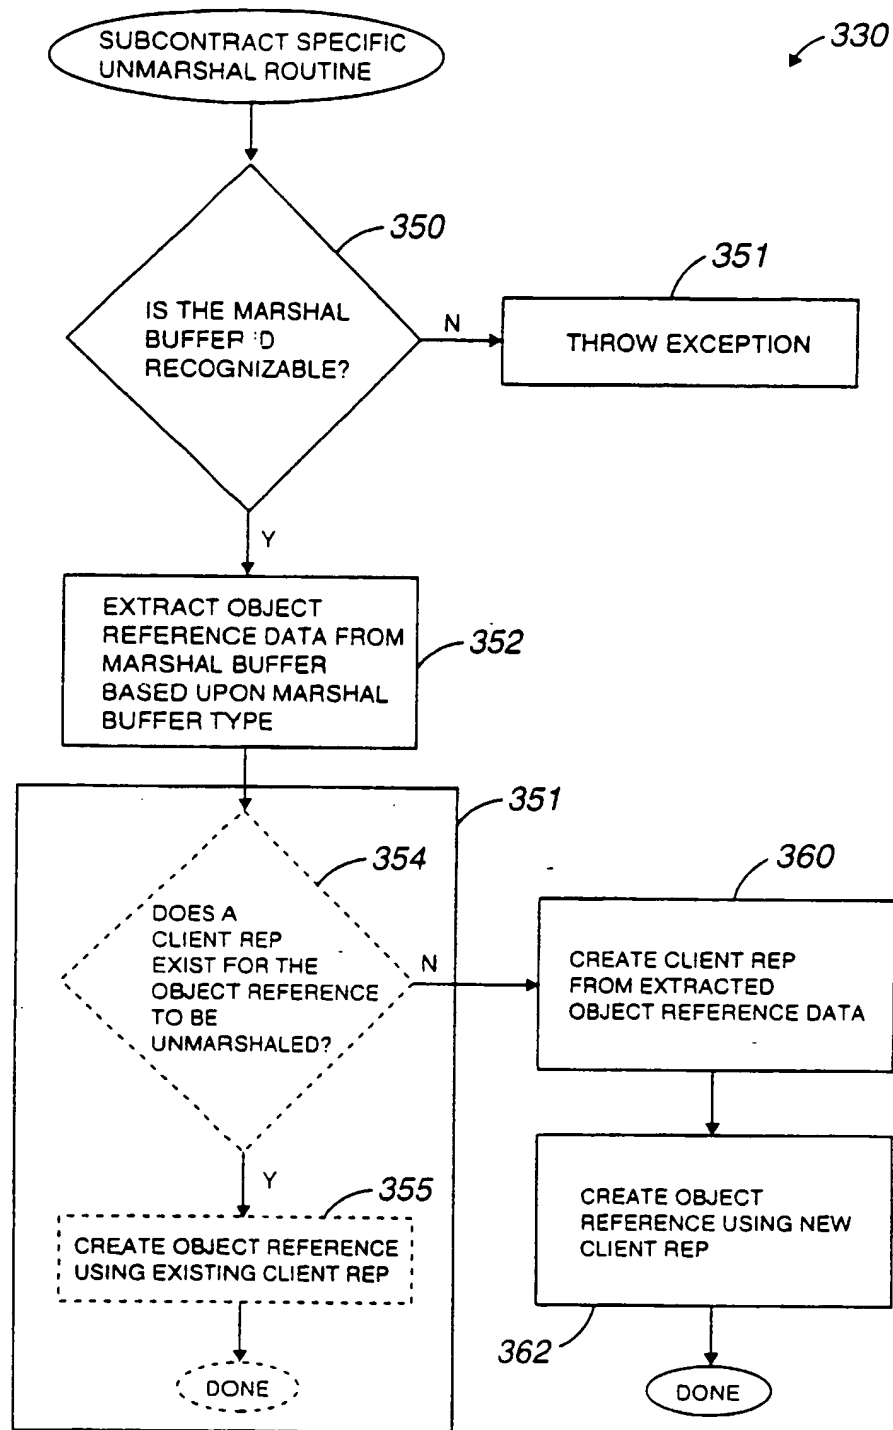 SUBCONTRACT SPECIFIC
UNMARSHAL ROUTINE
330
350
IS THE MARSHAL
BUFFER 'D
RECOGNIZABLE?
N
351
THROW EXCEPTION
Y
EXTRACT OBJECT
REFERENCE DATA FROM
MARSHAL BUFFER
BASED UPON MARSHAL
BUFFER TYPE
352
351
354
DOES A
CLIENT REP
EXIST FOR THE
OBJECT REFERENCE
TO BE
UNMARSHALED?
N
360
CREATE CLIENT REP
FROM EXTRACTED
OBJECT REFERENCE DATA
Y
355
CREATE OBJECT REFERENCE
USING EXISTING CLIENT REP
DONE
CREATE OBJECT
REFERENCE USING NEW
CLIENT REP
362
DONE